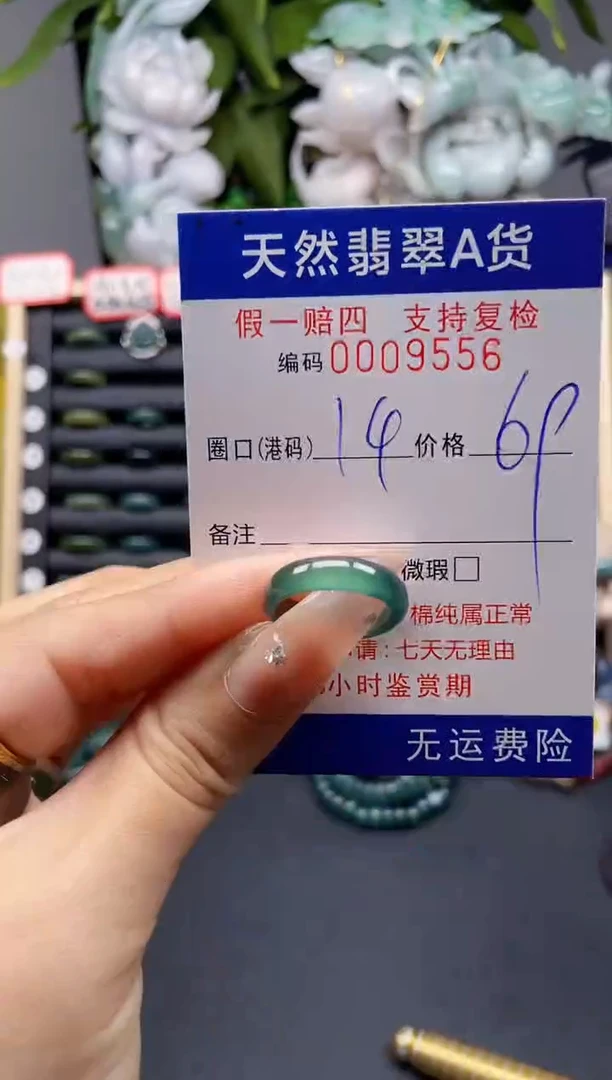 天然翡翠A货
假一赔四 支持复检
编码 0009556
圈口(港码) 14 价格 69
备注
微瑕□
棉纯属正常
请:七天无理由
小时鉴赏期
无运费险